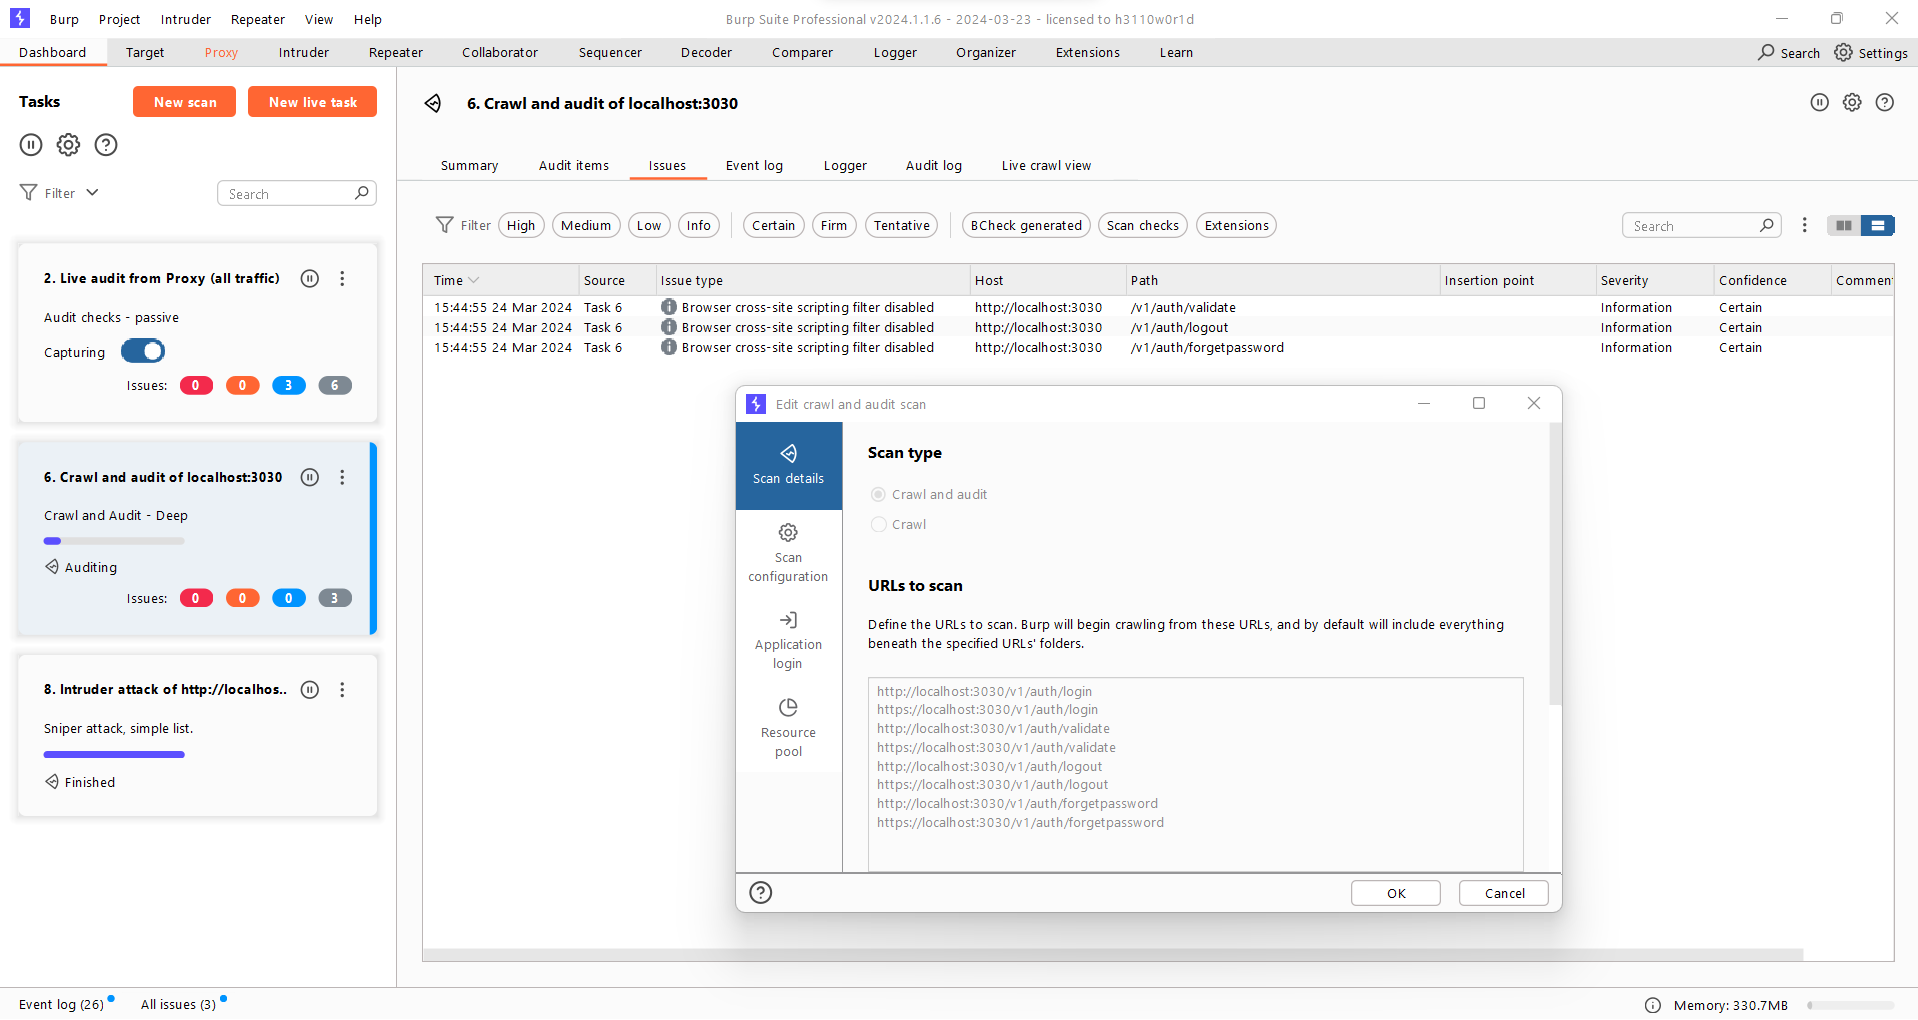 Burp Project Intruder Repeater View Help
Burp Suite Professional v2024.1.1.6 - 2024-03-23 - licensed to h3110w0r1d
Dashboard Target Proxy Intruder Repeater Collaborator Sequencer Decoder Comparer Logger Organizer Extensions Learn
Search Settings
Tasks New scan New live task
Filter Search
2. Live audit from Proxy (all traffic)
Audit checks - passive
Capturing
Issues: 0 0 3 6
6. Crawl and audit of localhost:3030
Crawl and Audit - Deep
Auditing
Issues: 0 0 0 3
8. Intruder attack of http://localhos..
Sniper attack, simple list.
Finished
6. Crawl and audit of localhost:3030
Summary Audit items Issues Event log Logger Audit log Live crawl view
Filter High Medium Low Info Certain Firm Tentative BCheck generated Scan checks Extensions Search
Time Source Issue type Host Path Insertion point Severity Confidence Commen
15:44:55 24 Mar 2024 Task 6 Browser cross-site scripting filter disabled http://localhost:3030 /v1/auth/validate Information Certain
15:44:55 24 Mar 2024 Task 6 Browser cross-site scripting filter disabled http://localhost:3030 /v1/auth/logout Information Certain
15:44:55 24 Mar 2024 Task 6 Browser cross-site scripting filter disabled http://localhost:3030 /v1/auth/forgetpassword Information Certain
Edit crawl and audit scan
Scan details
Scan
configuration
Application
login
Resource
pool
Scan type
Crawl and audit
Crawl
URLs to scan
Define the URLs to scan. Burp will begin crawling from these URLs, and by default will include everything
beneath the specified URLs' folders.
http://localhost:3030/v1/auth/login
https://localhost:3030/v1/auth/login
http://localhost:3030/v1/auth/validate
https://localhost:3030/v1/auth/validate
http://localhost:3030/v1/auth/logout
https://localhost:3030/v1/auth/logout
http://localhost:3030/v1/auth/forgetpassword
https://localhost:3030/v1/auth/forgetpassword
OK Cancel
Event log (26) All issues (3)
Memory: 330.7MB